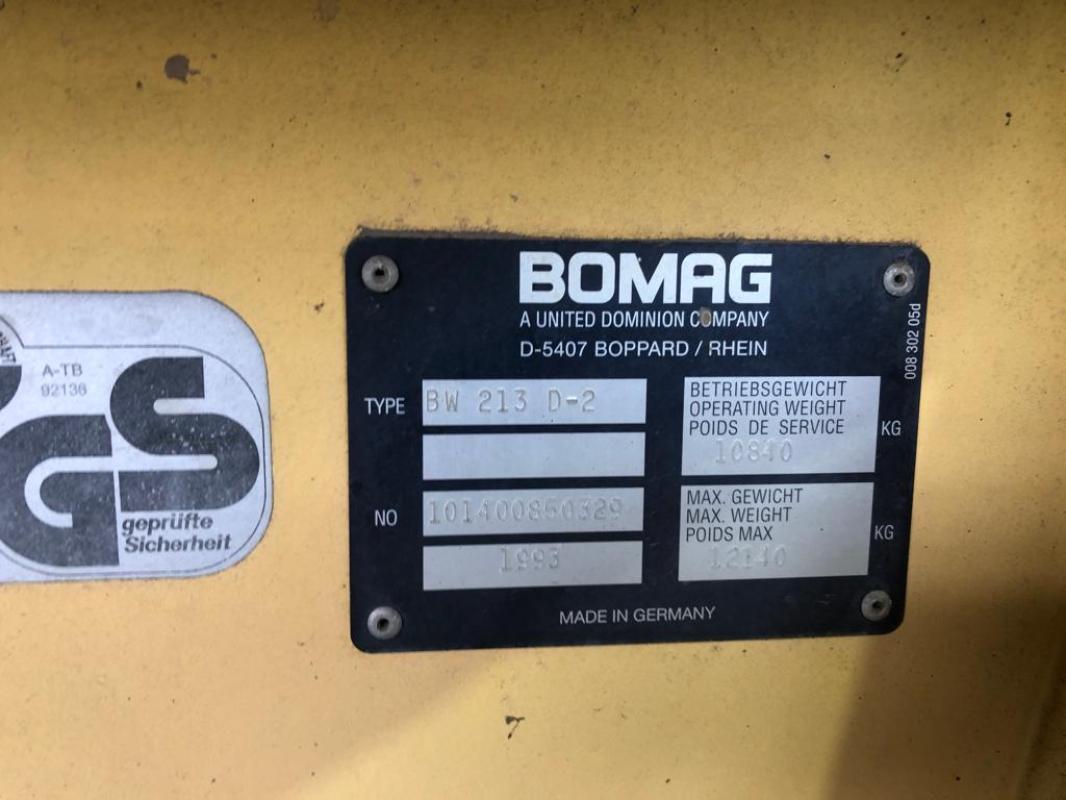 A-TB
92136
GS
geprüfte
Sicherheit
BOMAG
A UNITED DOMINION COMPANY
D-5407 BOPPARD / RHEIN
TYPE BW 213 D-2
NO 101400850329
1993
BETRIEBSGEWICHT
OPERATING WEIGHT
POIDS DE SERVICE
10840 KG
MAX. GEWICHT
MAX. WEIGHT
POIDS MAX
12140 KG
MADE IN GERMANY
008 302 05d